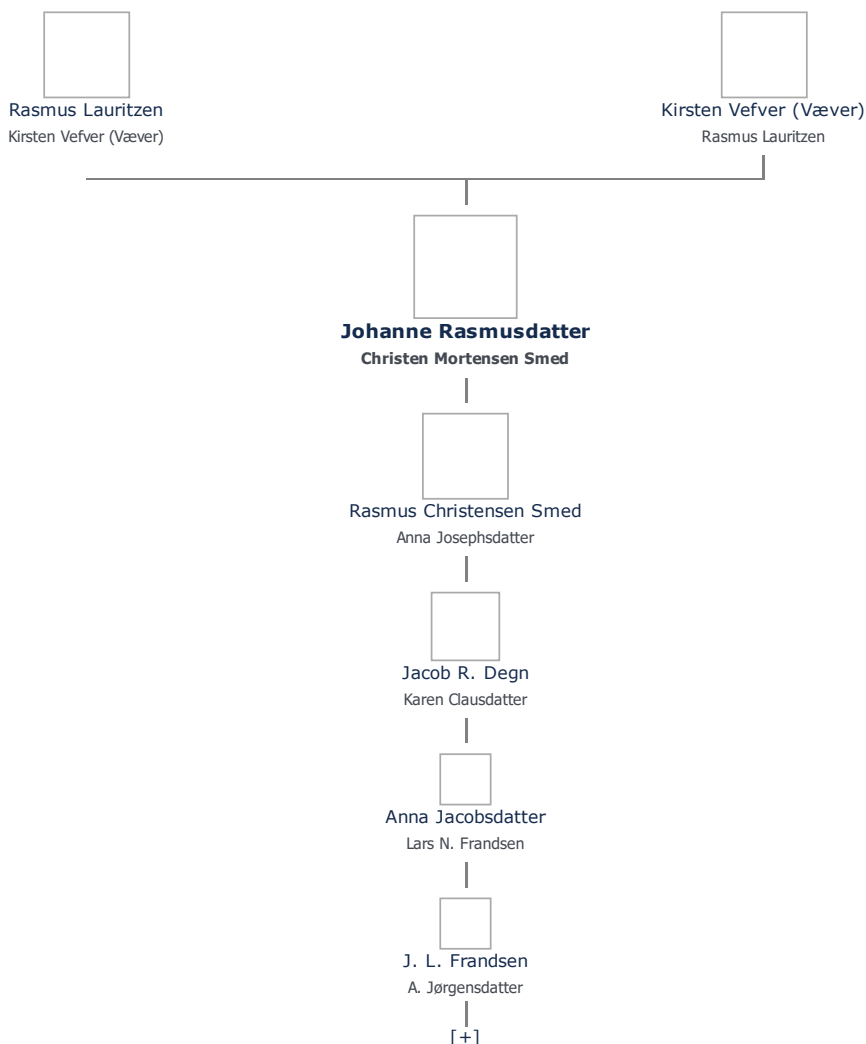 Rasmus Lauritzen
Kirsten Vefver (Væver)
Kirsten Vefver (Væver)
Rasmus Lauritzen
Johanne Rasmusdatter
Christen Mortensen Smed
Rasmus Christensen Smed
Anna Josephsdatter
Jacob R. Degn
Karen Clausdatter
Anna Jacobsdatter
Lars N. Frandsen
J. L. Frandsen
A. Jørgensdatter
[+]